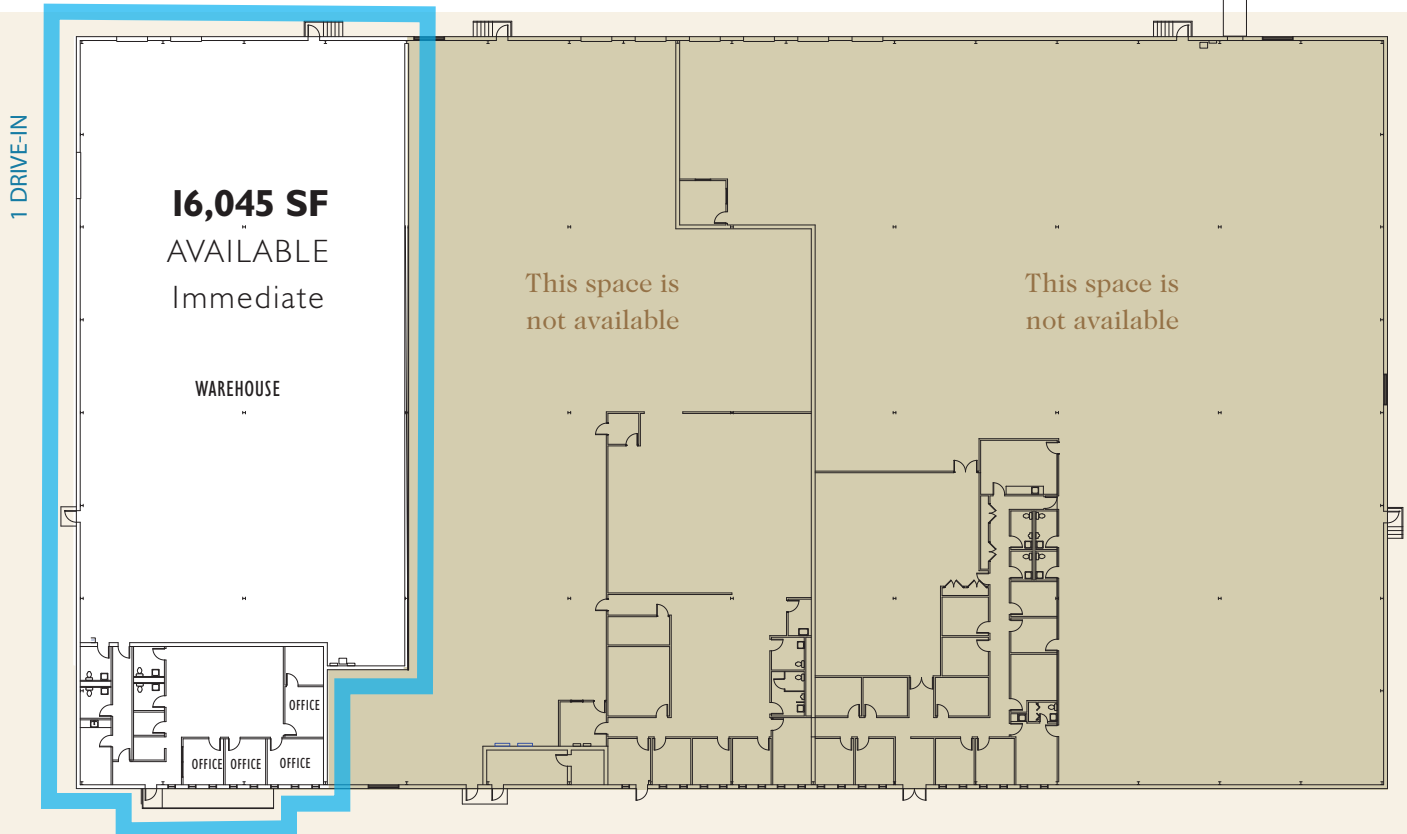 1 DRIVE-IN
16,045 SF
AVAILABLE
Immediate
WAREHOUSE
This space is
not available
This space is
not available
OFFICE
OFFICE
OFFICE
OFFICE